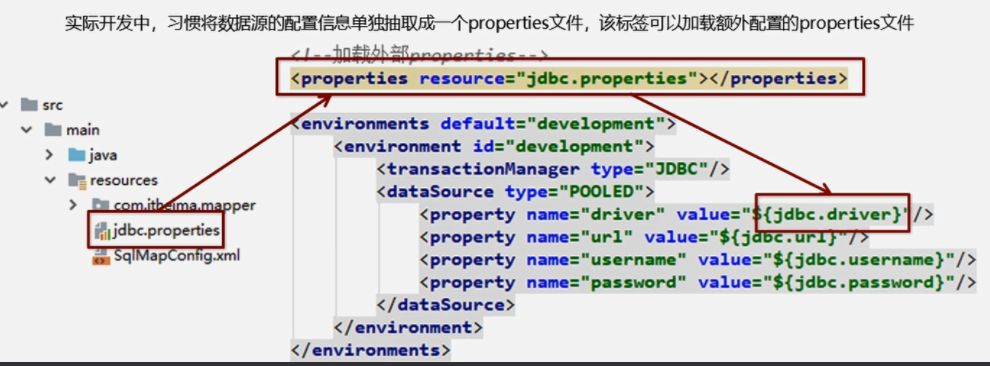 实际开发中，习惯将数据源的配置信息单独抽取成一个properties文件，该标签可以加载额外配置的properties文件
<!--加载外部properties-->
<properties resource="jdbc.properties"></properties>
src
main
java
resources
com.itheima.mapper
jdbc.properties
SqlMapConfig.xml
<environments default="development">
<environment id="development">
<transactionManager type="JDBC"/>
<dataSource type="POOLED">
<property name="driver" value="${jdbc.driver}"/>
<property name="url" value="${jdbc.url}"/>
<property name="username" value="${jdbc.username}"/>
<property name="password" value="${jdbc.password}"/>
</dataSource>
</environment>
</environments>